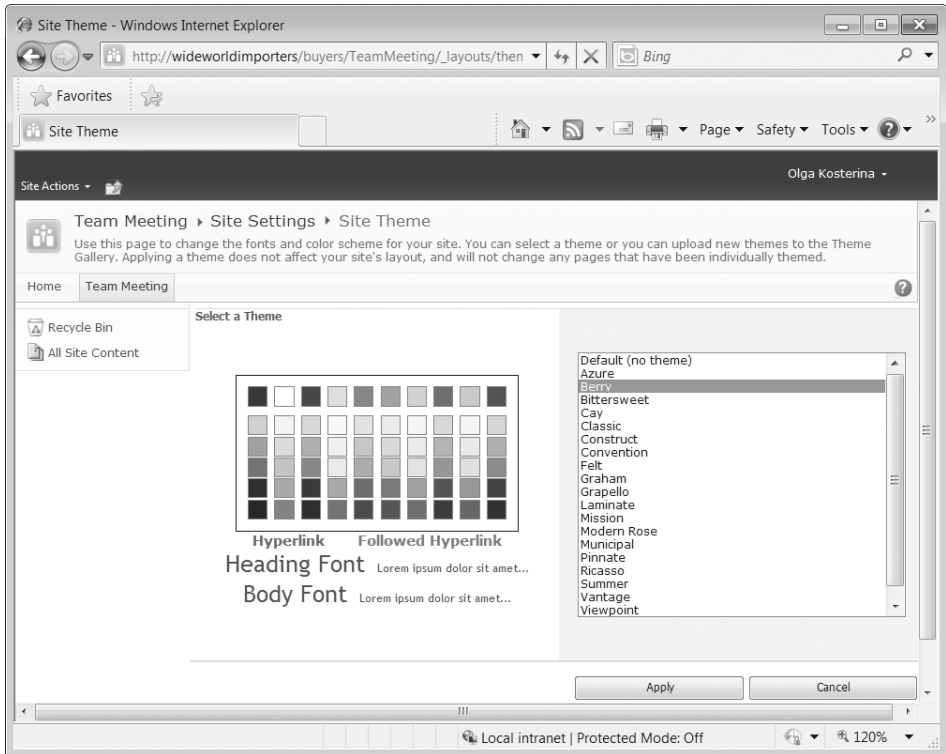 Site Theme - Windows Internet Explorer
http://wideworldimporters/buyers/TeamMeeting/_layouts/then
Bing
Favorites
Site Theme
Page
Safety
Tools
Olga Kosterina
Site Actions
Team Meeting
Site Settings
Site Theme
Use this page to change the fonts and color scheme for your site. You can select a theme or you can upload new themes to the Theme
Gallery. Applying a theme does not affect your site's layout, and will not change any pages that have been individually themed.
Home
Team Meeting
Recycle Bin
All Site Content
Select a Theme
Hyperlink
Followed Hyperlink
Heading Font Lorem ipsum dolor sit amet...
Body Font Lorem ipsum dolor sit amet...
Default (no theme)
Azure
Berry
Bittersweet
Cay
Classic
Construct
Convention
Felt
Graham
Grapello
Laminate
Mission
Modern Rose
Municipal
Pinnate
Ricasso
Summer
Vantage
Viewpoint
Apply
Cancel
Local intranet | Protected Mode: Off
120%